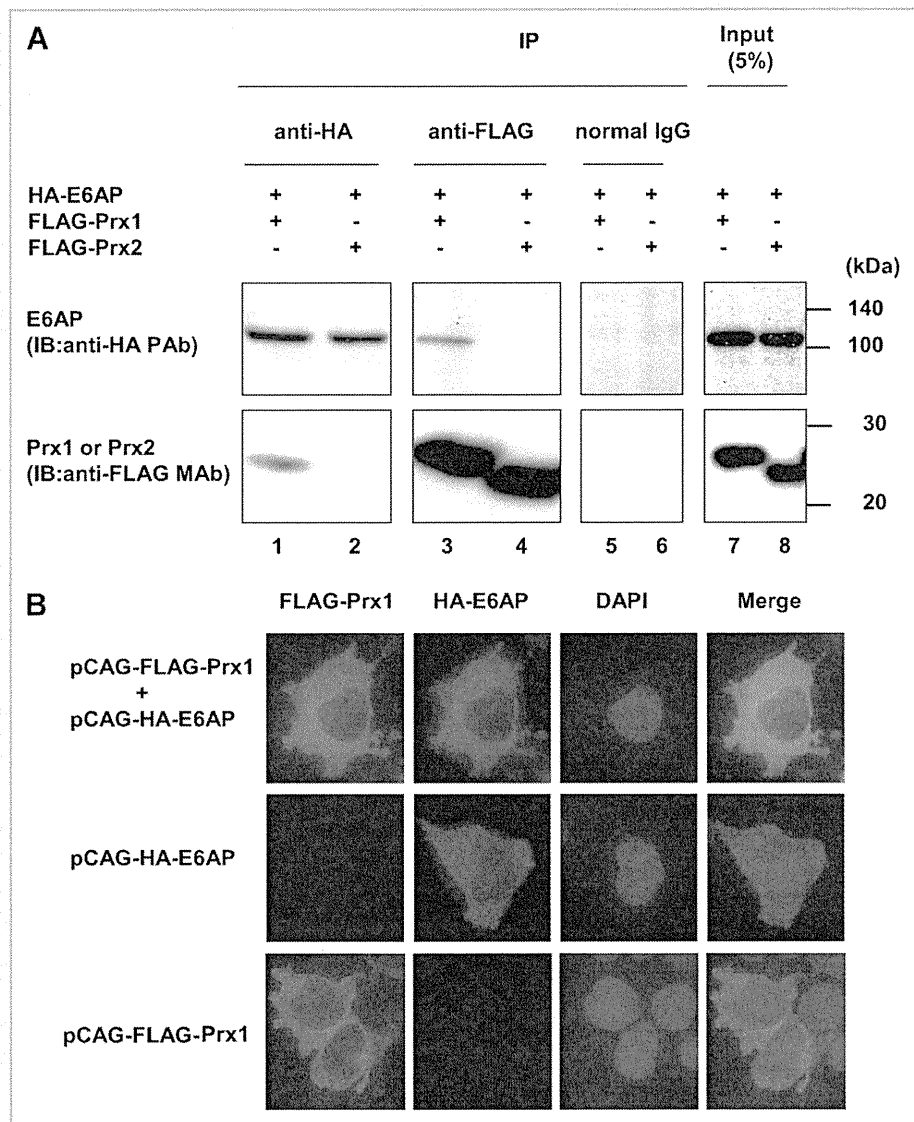 A
IP
Input
(5%)
anti-HA anti-FLAG normal IgG
HA-E6AP + + + + + + + +
FLAG-Prx1 + - + - + - + -
FLAG-Prx2 - + - + - + - +
(kDa)
E6AP
(IB:anti-HA PAb)
140
100
Prx1 or Prx2
(IB:anti-FLAG MAb)
30
20
1 2 3 4 5 6 7 8
B
FLAG-Prx1 HA-E6AP DAPI Merge
pCAG-FLAG-Prx1
+
pCAG-HA-E6AP
pCAG-HA-E6AP
pCAG-FLAG-Prx1